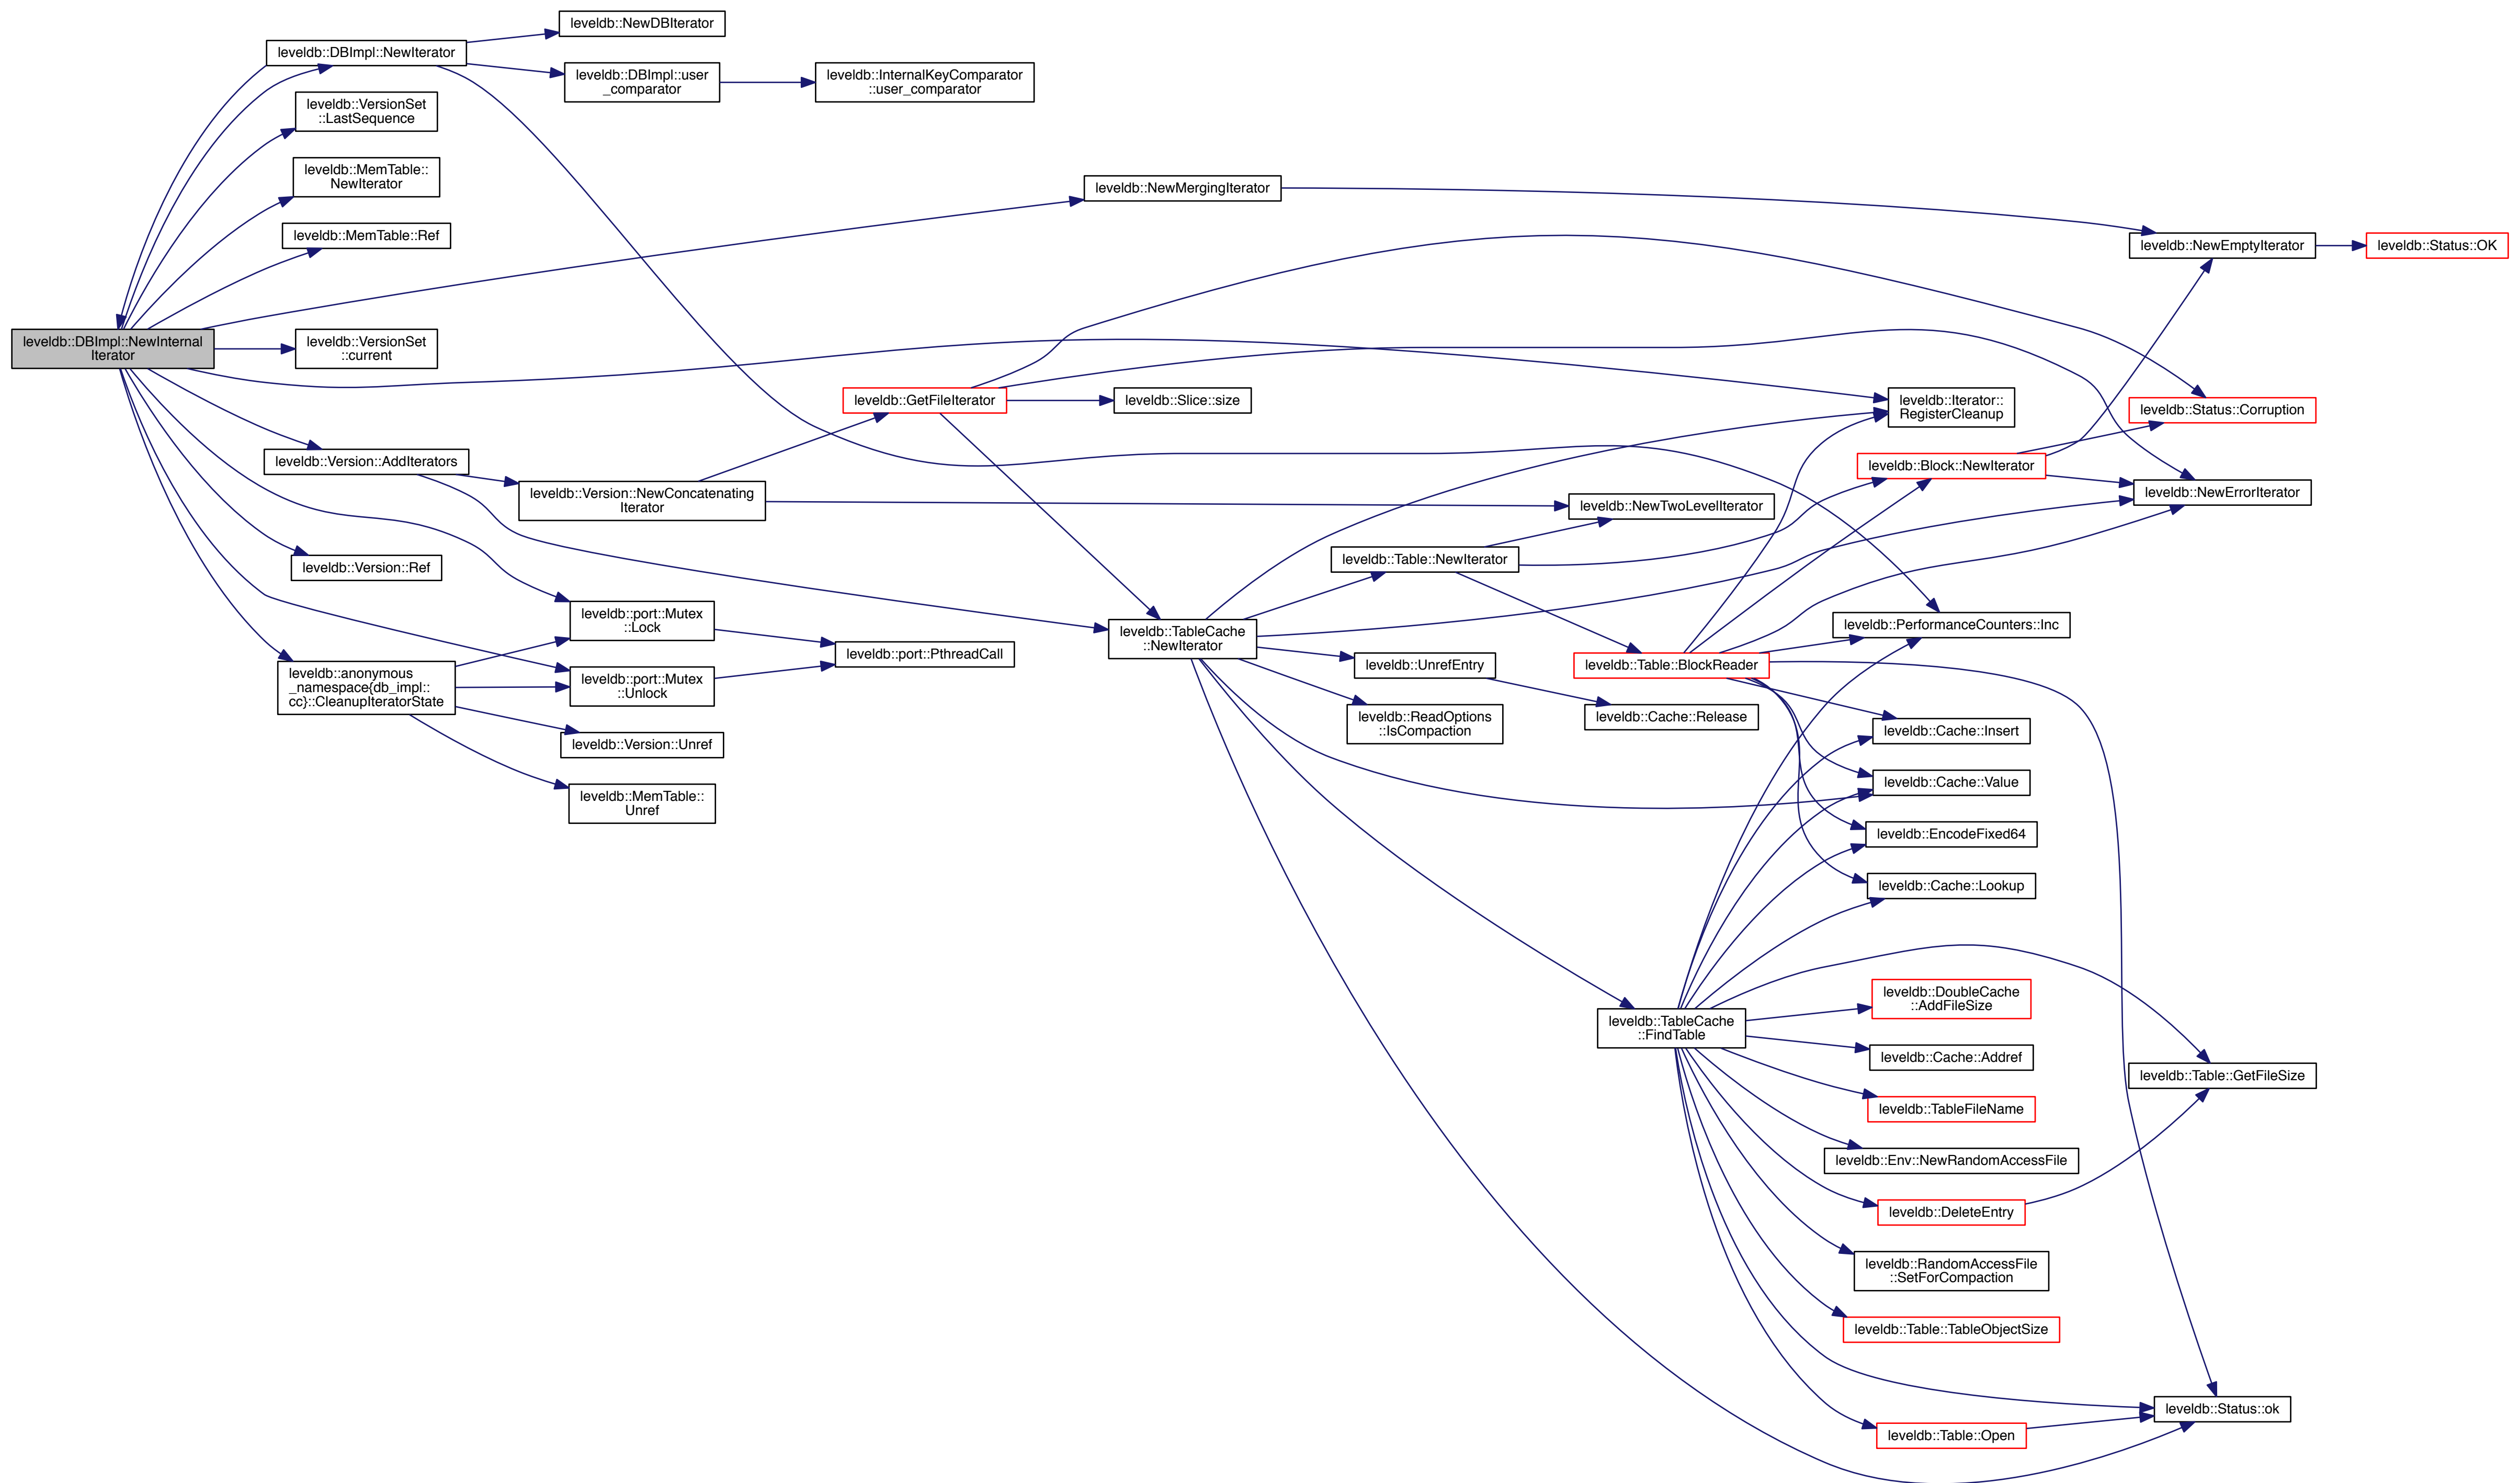 leveldb::NewDBIterator
leveldb::DBImpl::NewIterator
leveldb::DBImpl::user
_comparator
leveldb::InternalKeyComparator
::user_comparator
leveldb::VersionSet
::LastSequence
leveldb::MemTable::
NewIterator
leveldb::NewMergingIterator
leveldb::MemTable::Ref
leveldb::NewEmptyIterator
leveldb::Status::OK
leveldb::DBImpl::NewInternal
Iterator
leveldb::VersionSet
::current
leveldb::GetFileIterator
leveldb::Slice::size
leveldb::Iterator::
RegisterCleanup
leveldb::Status::Corruption
leveldb::Version::AddIterators
leveldb::Block::NewIterator
leveldb::Version::NewConcatenating
Iterator
leveldb::NewTwoLevelIterator
leveldb::NewErrorIterator
leveldb::Version::Ref
leveldb::Table::NewIterator
leveldb::port::Mutex
::Lock
leveldb::TableCache
::NewIterator
leveldb::PerformanceCounters::Inc
leveldb::port::PthreadCall
leveldb::UnrefEntry
leveldb::Table::BlockReader
leveldb::anonymous
_namespace{db_impl::
cc}::CleanupIteratorState
leveldb::port::Mutex
::Unlock
leveldb::ReadOptions
::IsCompaction
leveldb::Cache::Release
leveldb::Cache::Insert
leveldb::Version::Unref
leveldb::Cache::Value
leveldb::MemTable::
Unref
leveldb::EncodeFixed64
leveldb::Cache::Lookup
leveldb::DoubleCache
::AddFileSize
leveldb::TableCache
::FindTable
leveldb::Cache::Addref
leveldb::Table::GetFileSize
leveldb::TableFileName
leveldb::Env::NewRandomAccessFile
leveldb::DeleteEntry
leveldb::RandomAccessFile
::SetForCompaction
leveldb::Table::TableObjectSize
leveldb::Status::ok
leveldb::Table::Open